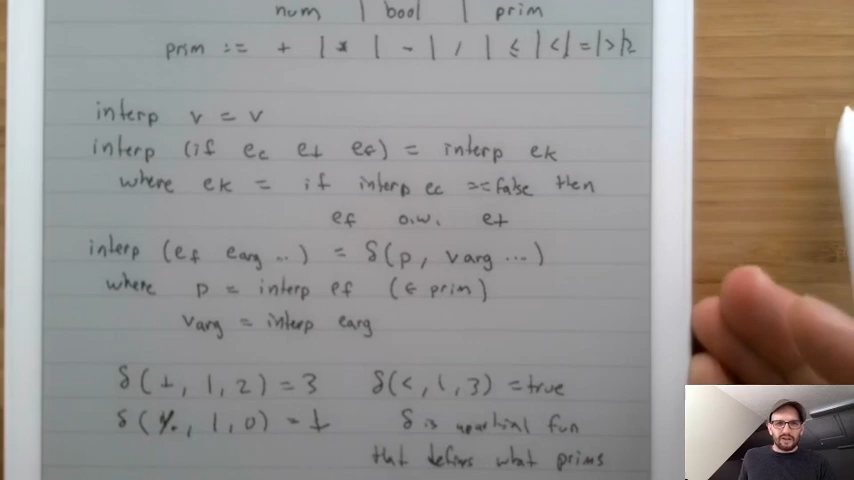 num | bool | prim
prim := + | * | - | / | ≤ | < | = | > | ≥
interp v = v
interp (if ec et ef) = interp ek
where ek = if interp ec == false then
ef o.w. et
interp (ef earg ..) = δ(p, varg ...)
where p = interp ef (∈ prim)
varg = interp earg
δ(+, 1, 2) = 3 δ(<, 1, 3) = true
δ( , 1, 0) = ⊥ δ is a partial fun
that defines what prims